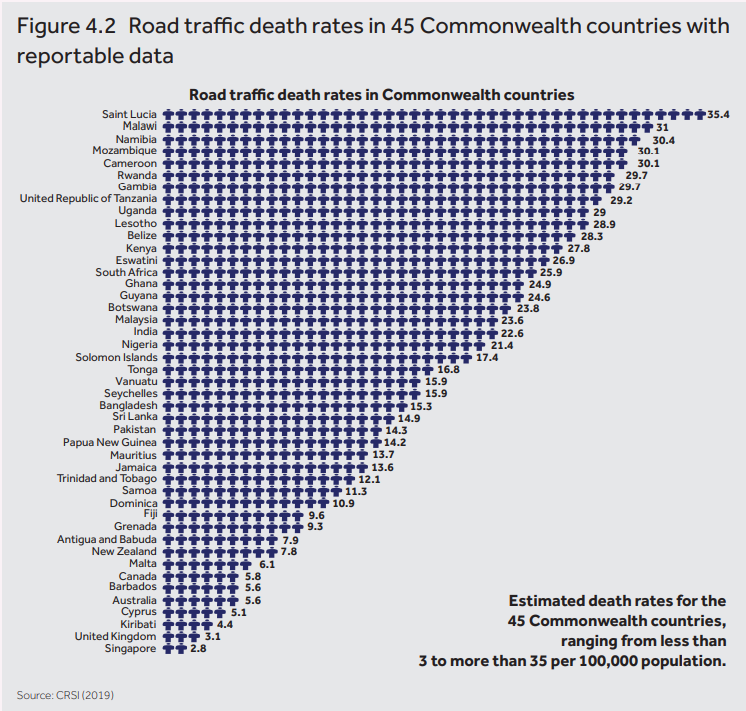 Figure 4.2 Road traffic death rates in 45 Commonwealth countries with
reportable data
Road traffic death rates in Commonwealth countries
Saint Lucia 35.4
Malawi 31
Namibia 30.4
Mozambique 30.1
Cameroon 30.1
Rwanda 29.7
Gambia 29.7
United Republic of Tanzania 29.2
Uganda 29
Lesotho 28.9
Belize 28.3
Kenya 27.8
Eswatini 26.9
South Africa 25.9
Ghana 24.9
Guyana 24.6
Botswana 23.8
Malaysia 23.6
India 22.6
Nigeria 21.4
Solomon Islands 17.4
Tonga 16.8
Vanuatu 15.9
Seychelles 15.9
Bangladesh 15.3
Sri Lanka 14.9
Pakistan 14.3
Papua New Guinea 14.2
Mauritius 13.7
Jamaica 13.6
Trinidad and Tobago 12.1
Samoa 11.3
Dominica 10.9
Fiji 9.6
Grenada 9.3
Antigua and Babuda 7.9
New Zealand 7.8
Malta 6.1
Canada 5.8
Barbados 5.6
Australia 5.6
Cyprus 5.1
Kiribati 4.4
United Kingdom 3.1
Singapore 2.8
Estimated death rates for the
45 Commonwealth countries,
ranging from less than
3 to more than 35 per 100,000 population.
Source: CRSI (2019)